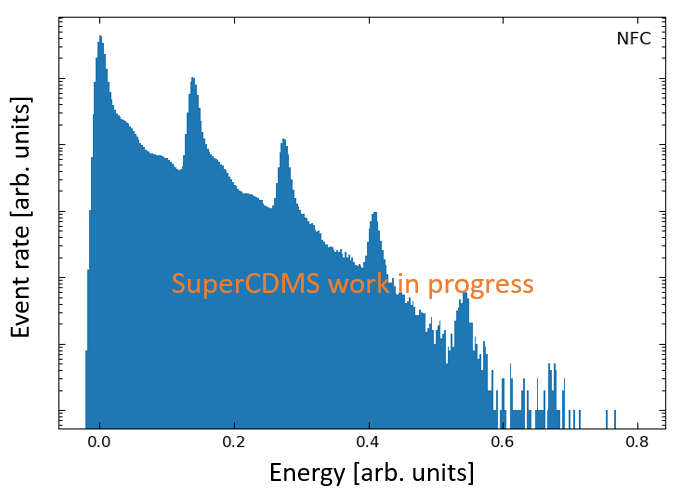 NFC
Event rate [arb. units]
SuperCDMS work in progress
0.0 0.2 0.4 0.6 0.8
Energy [arb. units]